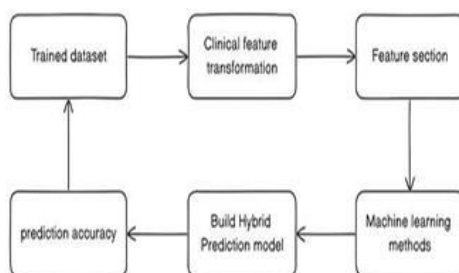 Trained dataset
Clinical feature
transformation
Feature section
prediction accuracy
Build Hybrid
Prediction model
Machine learning
methods